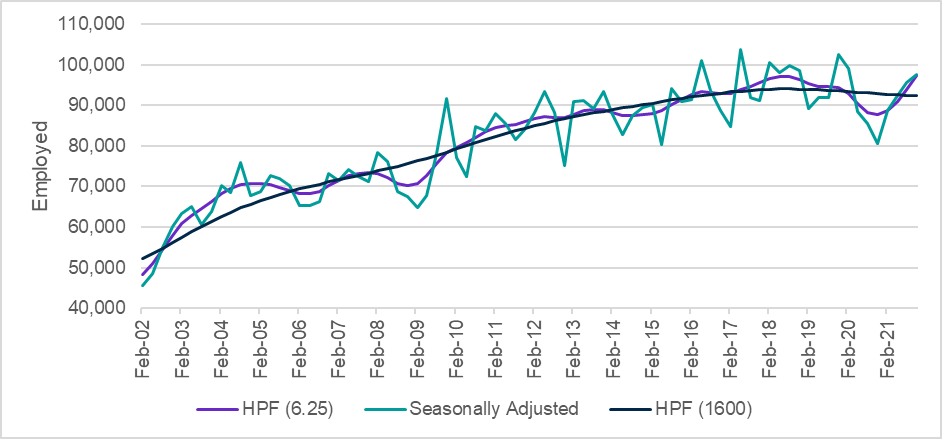 110,000
100,000
90,000
80,000
70,000
60,000
50,000
40,000
Employed
Feb-02
Feb-03
Feb-04
Feb-05
Feb-06
Feb-07
Feb-08
Feb-09
Feb-10
Feb-11
Feb-12
Feb-13
Feb-14
Feb-15
Feb-16
Feb-17
Feb-18
Feb-19
Feb-20
Feb-21
HPF (6.25) Seasonally Adjusted HPF (1600)